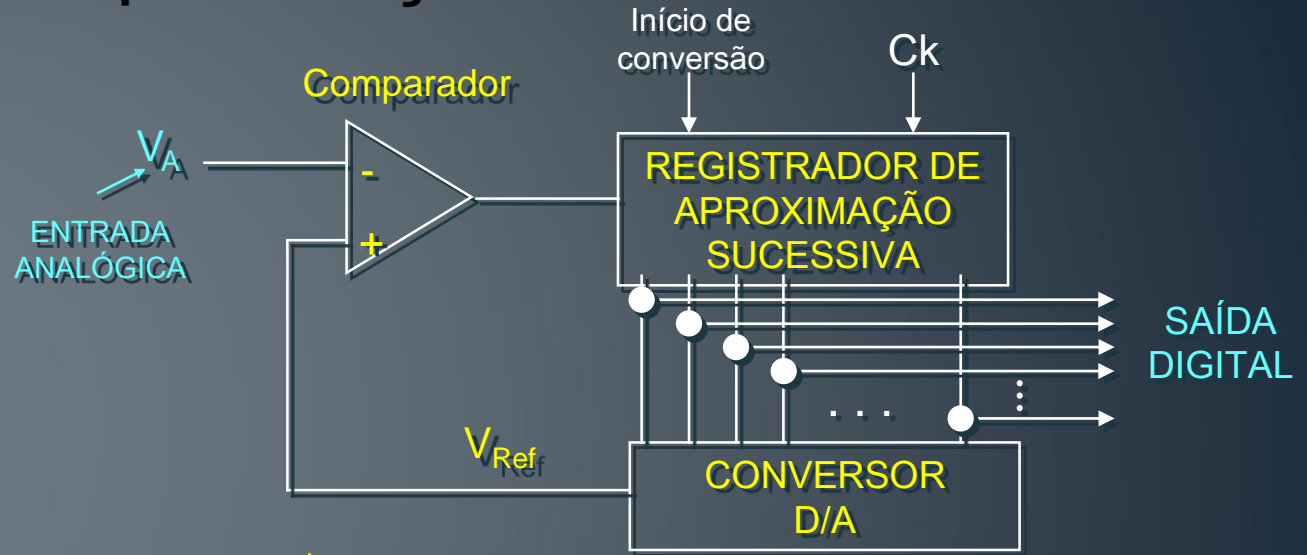 Início de
conversão
Ck
Comparador
VA
-
+
ENTRADA
ANALÓGICA
REGISTRADOR DE
APROXIMAÇÃO
SUCESSIVA
SAÍDA
DIGITAL
. . .
VRef
CONVERSOR
D/A